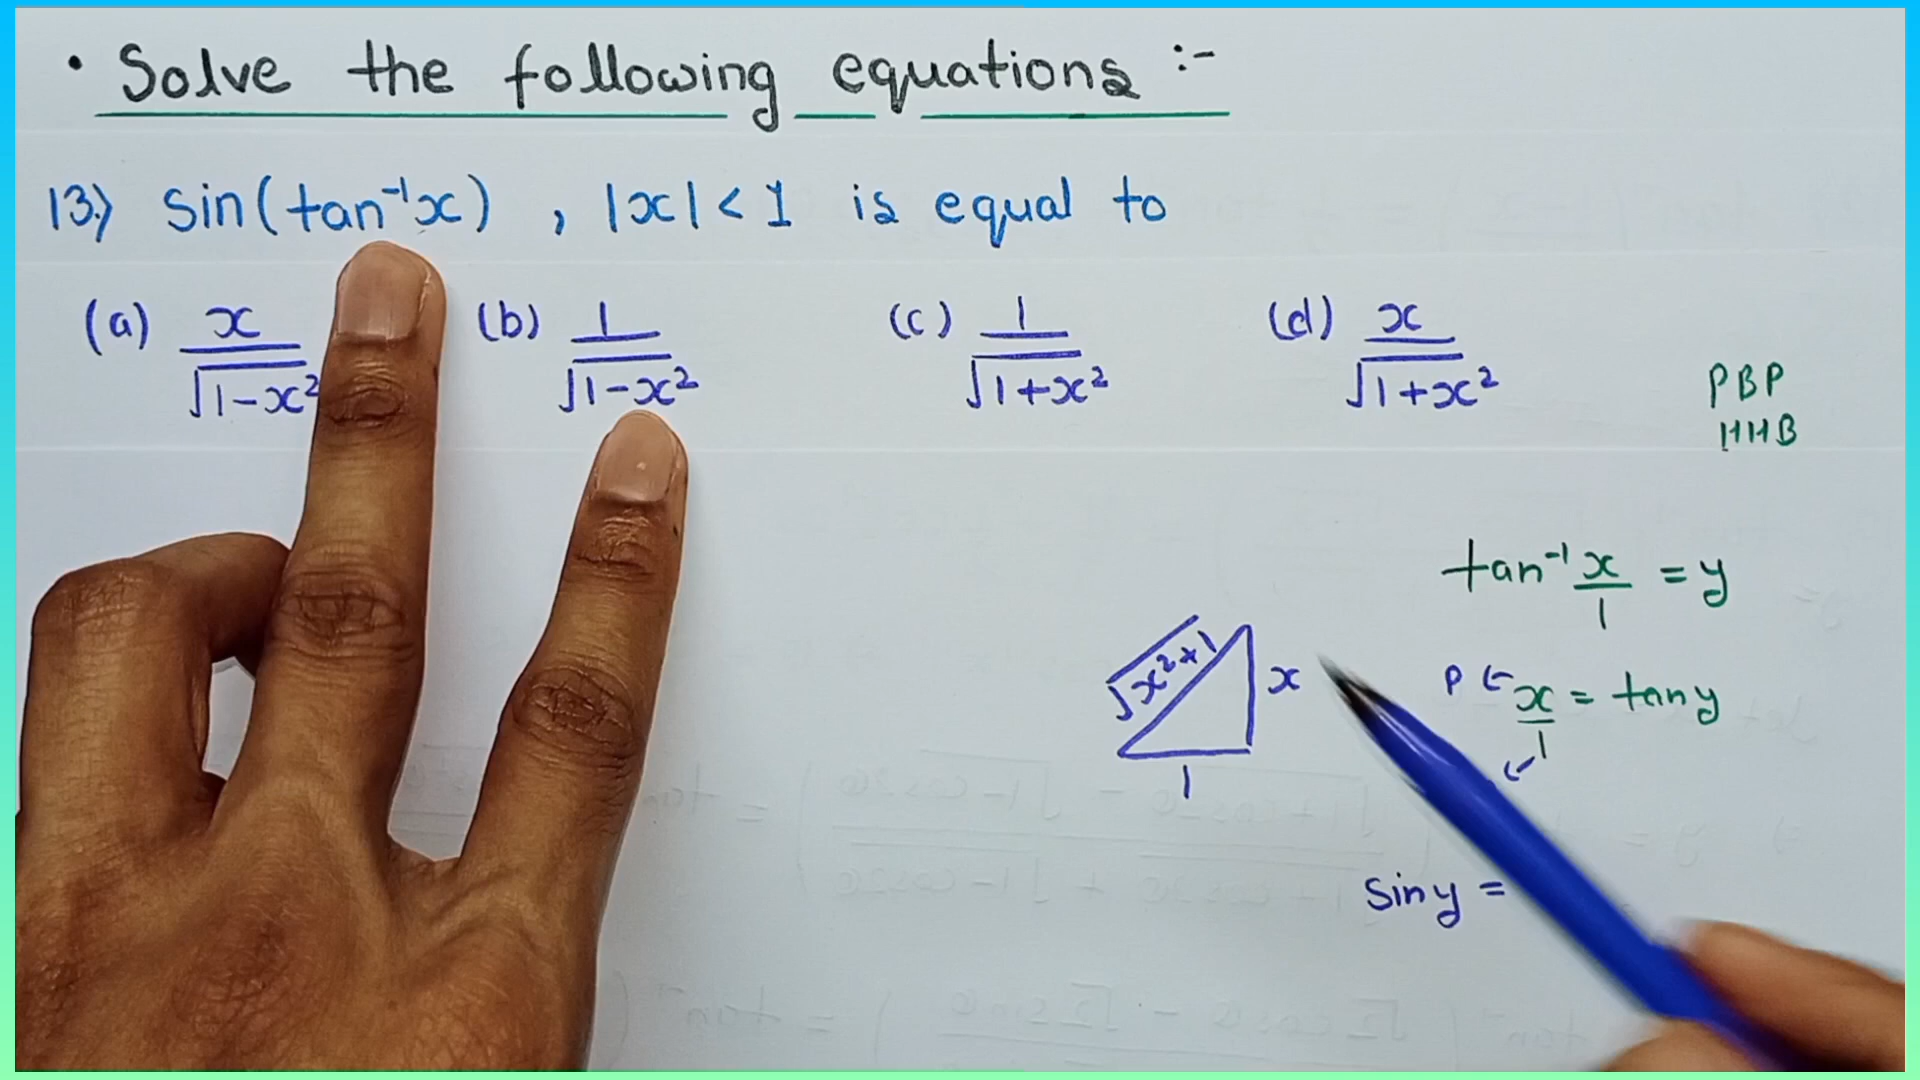 • Solve the following equations :-
13) sin(tan⁻¹x) , |x| < 1 is equal to
(a) x/√1-x² (b) 1/√1-x² (c) 1/√1+x² (d) x/√1+x²
PBP
HHB
tan⁻¹ x/1 = y
√x²+1 x
P ← x/1 = tan y
1
Sin y =